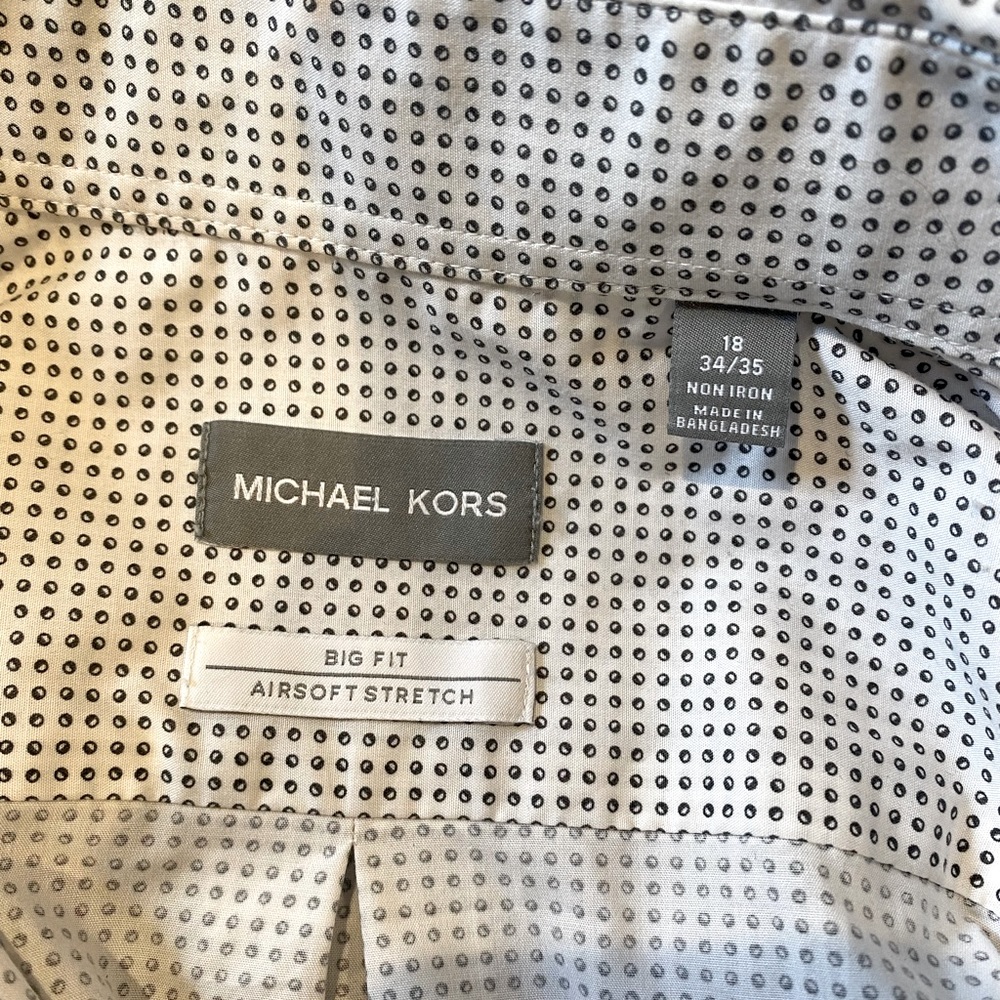 18
34/35
NON IRON
MADE IN
BANGLADESH
MICHAEL KORS
BIG FIT
AIRSOFT STRETCH